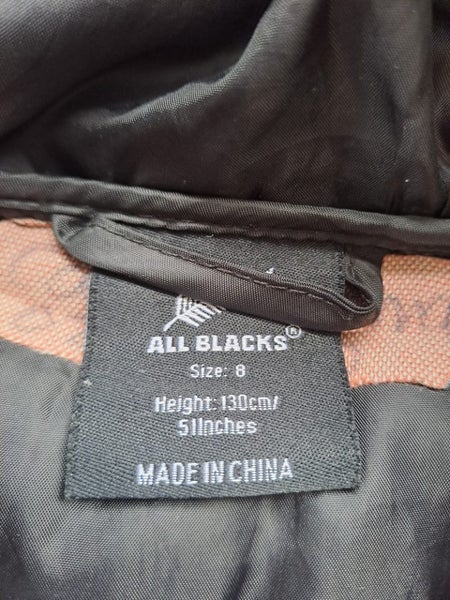 ALL BLACKS®
Size: 8
Height: 130cm/
51Inches
MADE IN CHINA